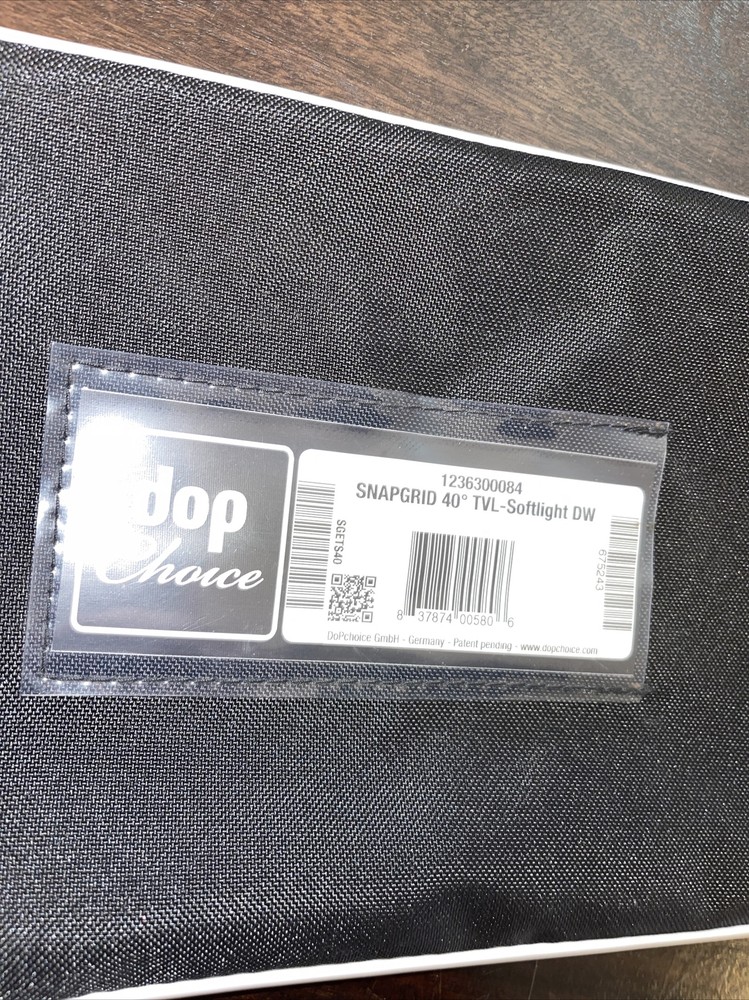 dop
Choice
1236300084
SNAPGRID 40° TVL-Softlight DW
SGETS40
675243
8 37874 00580 6
DoPchoice GmbH - Germany - Patent pending - www.dopchoice.com